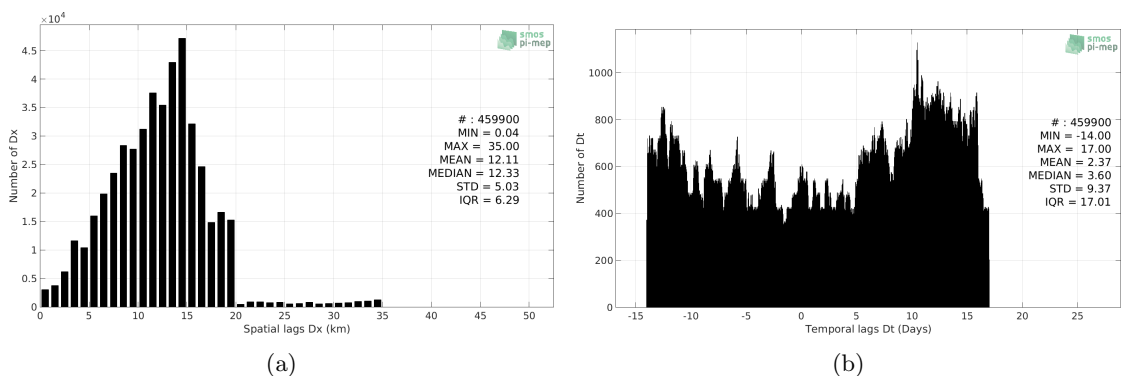 ×10⁴
4.5
4
3.5
3
2.5
2
1.5
1
0.5
0
Number of Dx
0 5 10 15 20 25 30 35 40 45 50
Spatial lags Dx (km)
smos
pi-mep
# : 459900
MIN = 0.04
MAX = 35.00
MEAN = 12.11
MEDIAN = 12.33
STD = 5.03
IQR = 6.29
(a)
1000
800
600
400
200
0
Number of Dt
-15 -10 -5 0 5 10 15 20 25
Temporal lags Dt (Days)
smos
pi-mep
# : 459900
MIN = -14.00
MAX = 17.00
MEAN = 2.37
MEDIAN = 3.60
STD = 9.37
IQR = 17.01
(b)